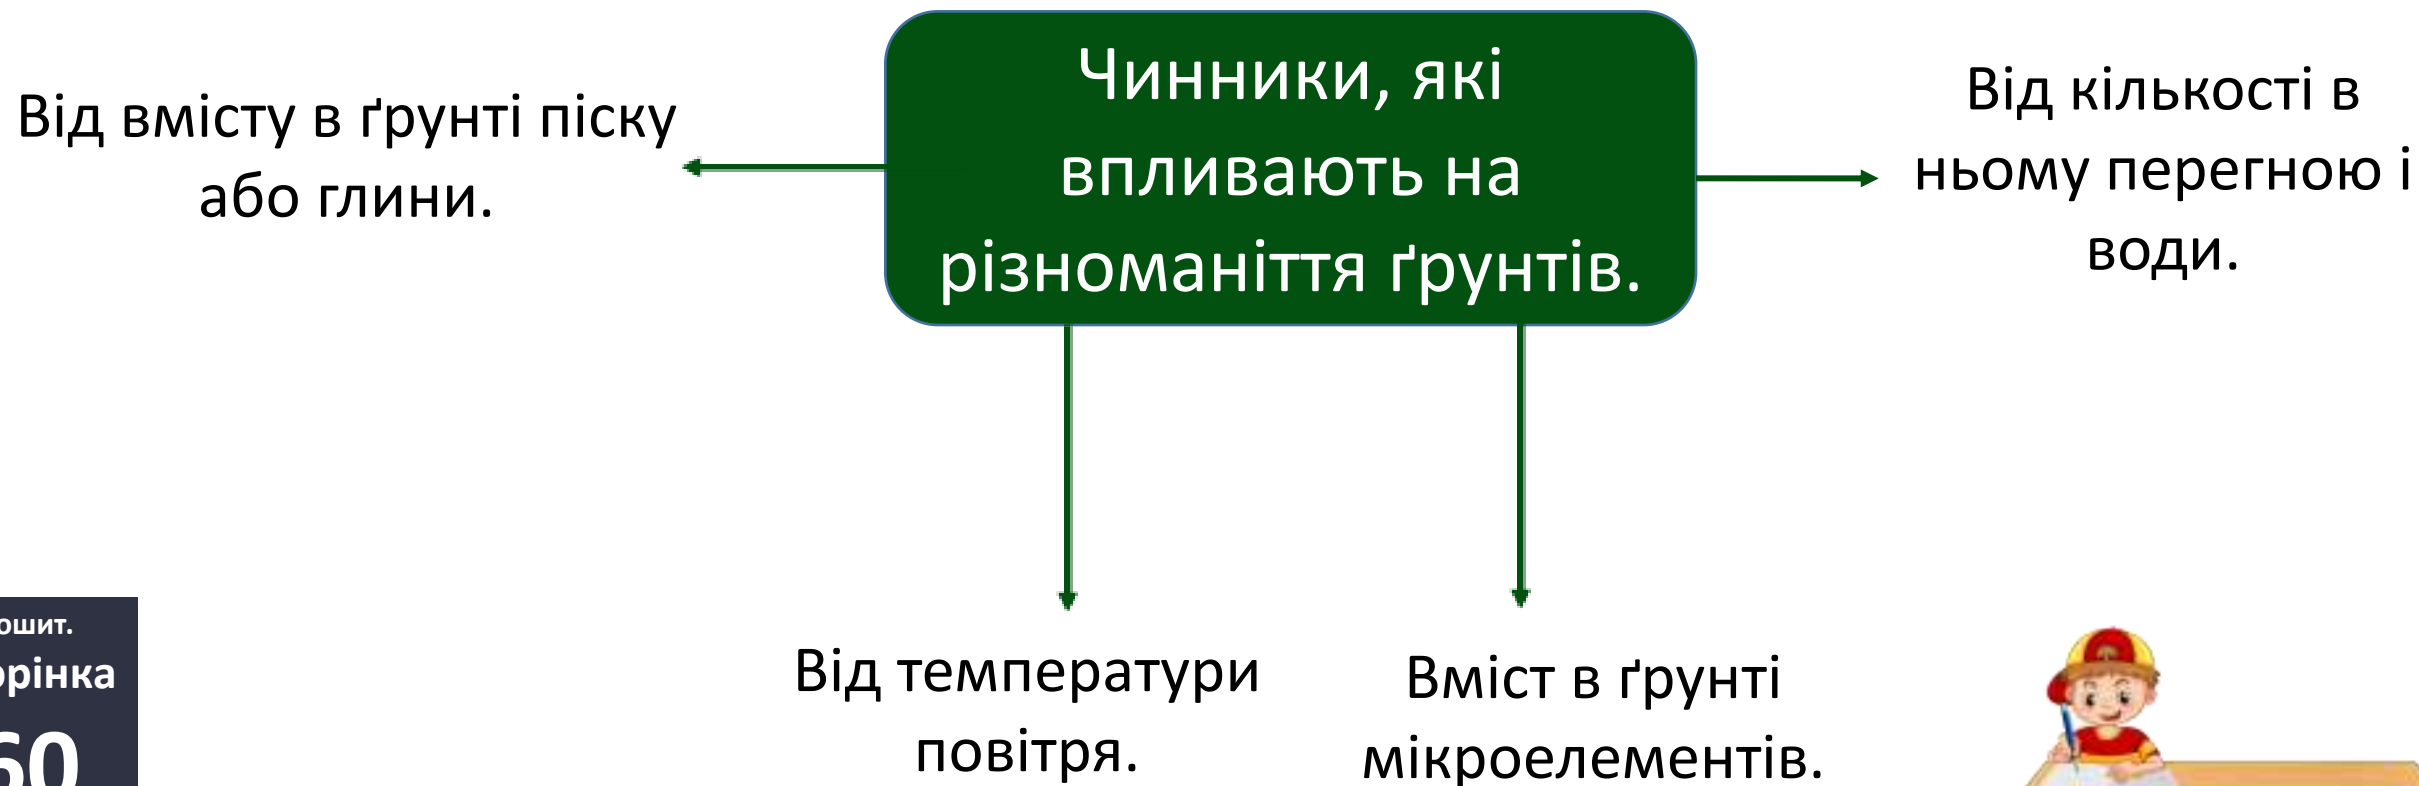 Чинники, які
впливають на
різноманіття ґрунтів.
Від вмісту в ґрунті піску
або глини.
Від кількості в
ньому перегною і
води.
Від температури
повітря.
Вміст в ґрунті
мікроелементів.